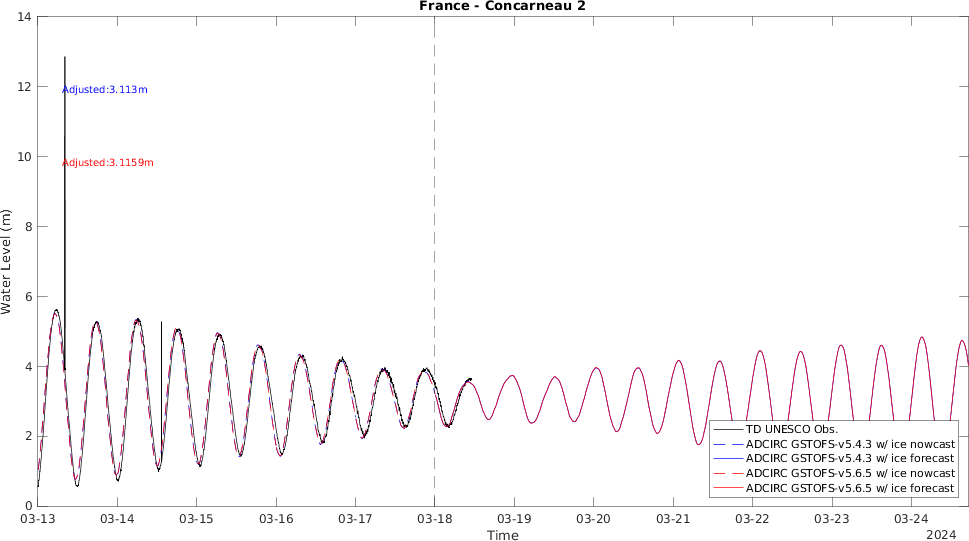 France - Concarneau 2
14
12
10
8
6
4
2
0
Water Level (m)
Adjusted:3.113m
Adjusted:3.1159m
TD UNESCO Obs.
ADCIRC GSTOFS-v5.4.3 w/ ice nowcast
ADCIRC GSTOFS-v5.4.3 w/ ice forecast
ADCIRC GSTOFS-v5.6.5 w/ ice nowcast
ADCIRC GSTOFS-v5.6.5 w/ ice forecast
03-13 03-14 03-15 03-16 03-17 03-18 03-19 03-20 03-21 03-22 03-23 03-24
Time
2024